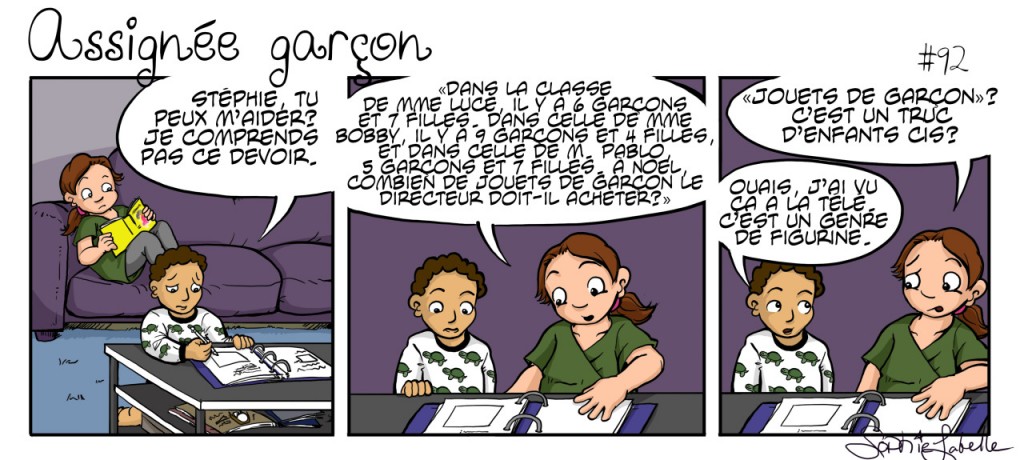 Assignée garçon
#92
STÉPHIE, TU
PEUX M'AIDER?
JE COMPRENDS
PAS CE DEVOIR.
«DANS LA CLASSE
DE MME LUCE, IL Y A 6 GARÇONS
ET 7 FILLES. DANS CELLE DE MME
BOBBY, IL Y A 9 GARÇONS ET 4 FILLES,
ET DANS CELLE DE M. PABLO,
5 GARÇONS ET 7 FILLES. À NOËL,
COMBIEN DE JOUETS DE GARÇON LE
DIRECTEUR DOIT-IL ACHETER?»
«JOUETS DE GARÇON»?
C'EST UN TRUC
D'ENFANTS CIS?
OUAIS, J'AI VU
ÇA À LA TÉLÉ.
C'EST UN GENRE
DE FIGURINE.
Sophie Labelle